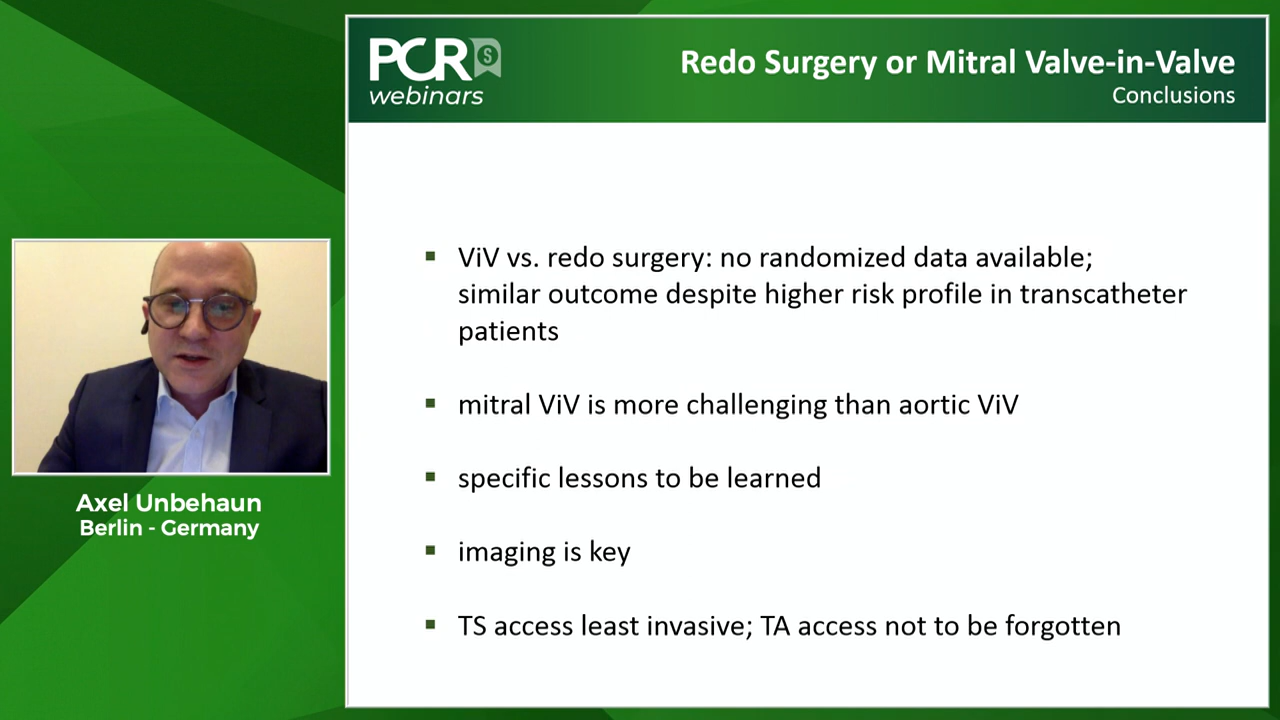 PCR S
webinars
Redo Surgery or Mitral Valve-in-Valve
Conclusions
▪ ViV vs. redo surgery: no randomized data available;
similar outcome despite higher risk profile in transcatheter
patients
▪ mitral ViV is more challenging than aortic ViV
▪ specific lessons to be learned
▪ imaging is key
▪ TS access least invasive; TA access not to be forgotten
Axel Unbehaun
Berlin - Germany